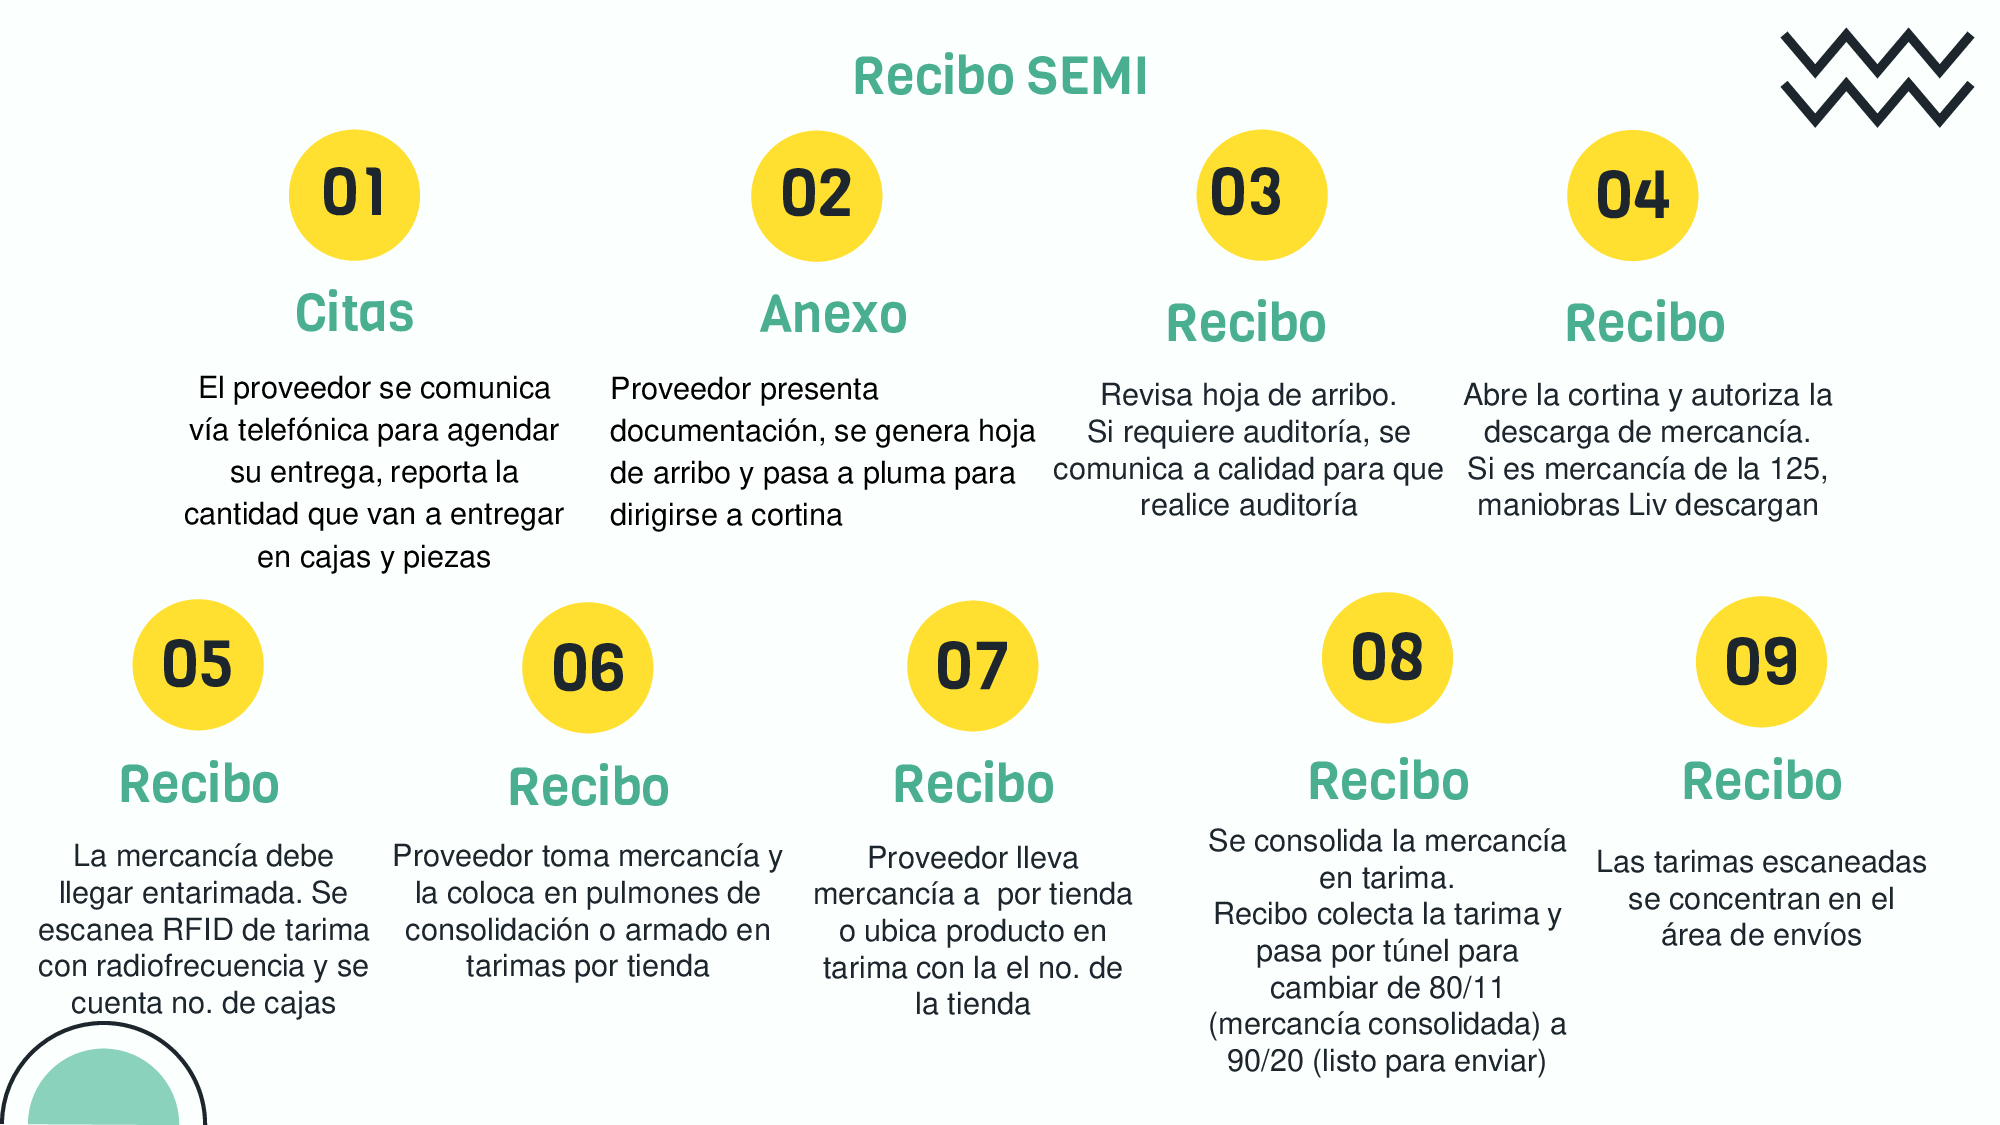 Recibo SEMI
01
Citas
El proveedor se comunica
vía telefónica para agendar
su entrega, reporta la
cantidad que van a entregar
en cajas y piezas
02
Anexo
Proveedor presenta
documentación, se genera hoja
de arribo y pasa a pluma para
dirigirse a cortina
03
Recibo
Revisa hoja de arribo.
Si requiere auditoría, se
comunica a calidad para que
realice auditoría
04
Recibo
Abre la cortina y autoriza la
descarga de mercancía.
Si es mercancía de la 125,
maniobras Liv descargan
05
Recibo
La mercancía debe
llegar entarimada. Se
escanea RFID de tarima
con radiofrecuencia y se
cuenta no. de cajas
06
Recibo
Proveedor toma mercancía y
la coloca en pulmones de
consolidación o armado en
tarimas por tienda
07
Recibo
Proveedor lleva
mercancía a  por tienda
o ubica producto en
tarima con la el no. de
la tienda
08
Recibo
Se consolida la mercancía
en tarima.
Recibo colecta la tarima y
pasa por túnel para
cambiar de 80/11
(mercancía consolidada) a
90/20 (listo para enviar)
09
Recibo
Las tarimas escaneadas
se concentran en el
área de envíos